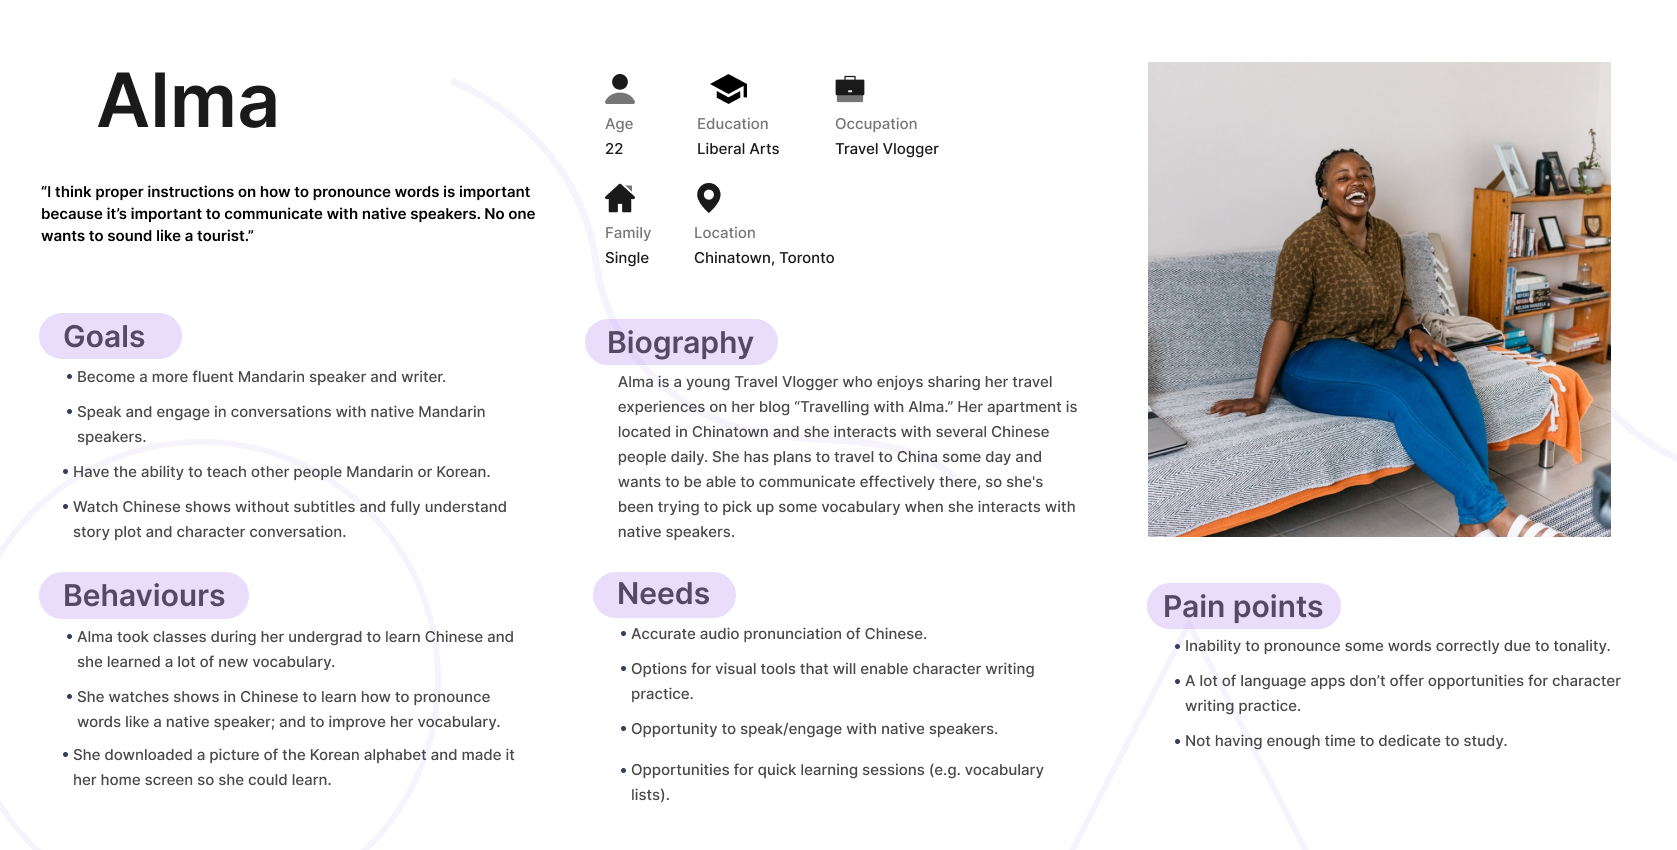 Alma
“I think proper instructions on how to pronounce words is important
because it’s important to communicate with native speakers. No one
wants to sound like a tourist.”
Age
22
Education
Liberal Arts
Occupation
Travel Vlogger
Family
Single
Location
Chinatown, Toronto
Goals
• Become a more fluent Mandarin speaker and writer.
• Speak and engage in conversations with native Mandarin
speakers.
• Have the ability to teach other people Mandarin or Korean.
• Watch Chinese shows without subtitles and fully understand
story plot and character conversation.
Behaviours
• Alma took classes during her undergrad to learn Chinese and
she learned a lot of new vocabulary.
• She watches shows in Chinese to learn how to pronounce
words like a native speaker; and to improve her vocabulary.
• She downloaded a picture of the Korean alphabet and made it
her home screen so she could learn.
Biography
Alma is a young Travel Vlogger who enjoys sharing her travel
experiences on her blog “Travelling with Alma.” Her apartment is
located in Chinatown and she interacts with several Chinese
people daily. She has plans to travel to China some day and
wants to be able to communicate effectively there, so she's
been trying to pick up some vocabulary when she interacts with
native speakers.
Needs
• Accurate audio pronunciation of Chinese.
• Options for visual tools that will enable character writing
practice.
• Opportunity to speak/engage with native speakers.
• Opportunities for quick learning sessions (e.g. vocabulary
lists).
Pain points
• Inability to pronounce some words correctly due to tonality.
• A lot of language apps don’t offer opportunities for character
writing practice.
• Not having enough time to dedicate to study.